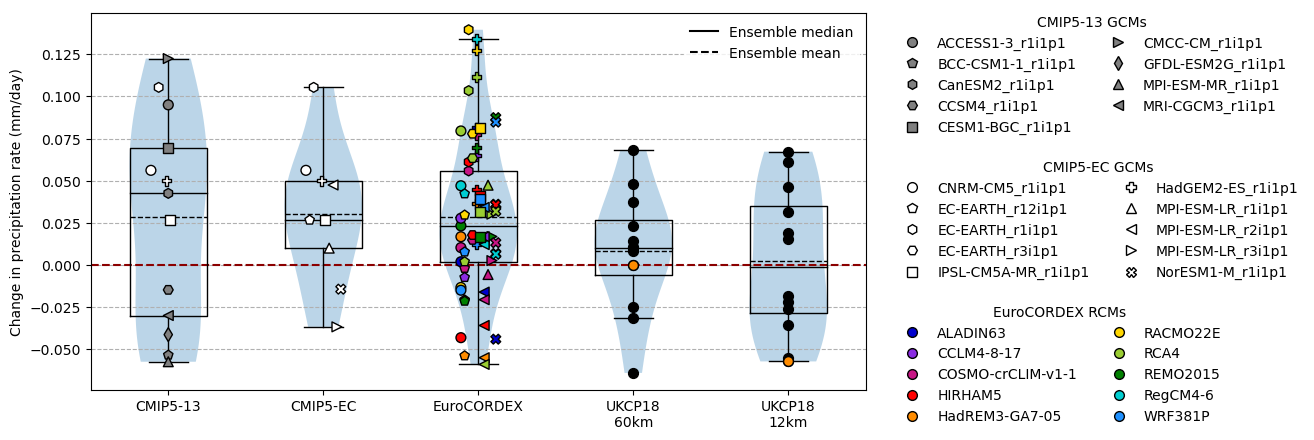 Change in precipitation rate (mm/day)
0.125
0.100
0.075
0.050
0.025
0.000
−0.025
−0.050
CMIP5-13
CMIP5-EC
EuroCORDEX
UKCP18
60km
UKCP18
12km
Ensemble median
Ensemble mean
CMIP5-13 GCMs
ACCESS1-3_r1i1p1
BCC-CSM1-1_r1i1p1
CanESM2_r1i1p1
CCSM4_r1i1p1
CESM1-BGC_r1i1p1
CMCC-CM_r1i1p1
GFDL-ESM2G_r1i1p1
MPI-ESM-MR_r1i1p1
MRI-CGCM3_r1i1p1
CMIP5-EC GCMs
CNRM-CM5_r1i1p1
EC-EARTH_r12i1p1
EC-EARTH_r1i1p1
EC-EARTH_r3i1p1
IPSL-CM5A-MR_r1i1p1
HadGEM2-ES_r1i1p1
MPI-ESM-LR_r1i1p1
MPI-ESM-LR_r2i1p1
MPI-ESM-LR_r3i1p1
NorESM1-M_r1i1p1
EuroCORDEX RCMs
ALADIN63
CCLM4-8-17
COSMO-crCLIM-v1-1
HIRHAM5
HadREM3-GA7-05
RACMO22E
RCA4
REMO2015
RegCM4-6
WRF381P